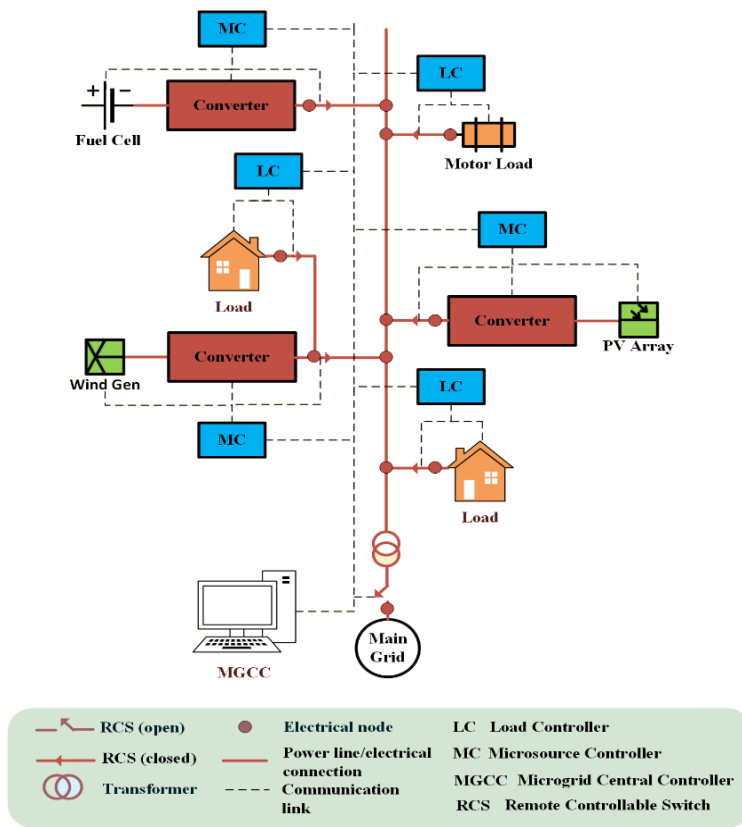 MC
LC
+
−
Converter
Fuel Cell
Motor Load
LC
MC
Load
Converter
PV Array
Converter
Wind Gen
LC
MC
Load
MGCC
Main
Grid
RCS (open)
Electrical node
LC Load Controller
RCS (closed)
Power line/electrical
connection
MC Microsource Controller
Transformer
Communication
link
MGCC Microgrid Central Controller
RCS Remote Controllable Switch